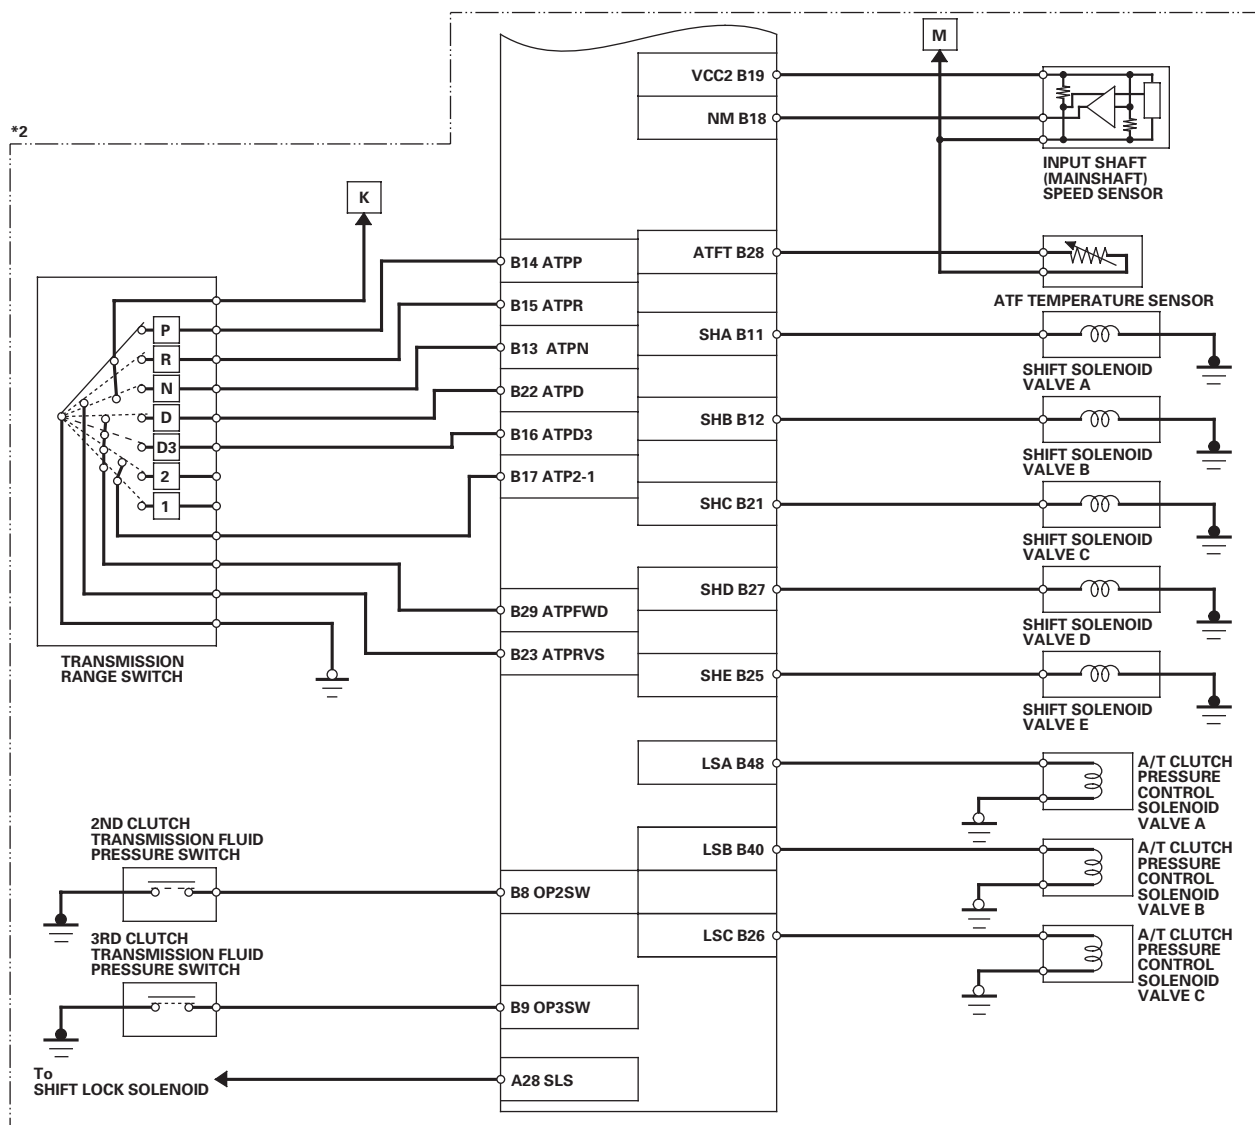 M
VCC2 B19
NM B18
*2
INPUT SHAFT
(MAINSHAFT)
SPEED SENSOR
K
B14 ATPP
ATFT B28
B15 ATPR
ATF TEMPERATURE SENSOR
P
R
N
D
D3
2
1
B13 ATPN
SHA B11
SHIFT SOLENOID
VALVE A
B22 ATPD
B16 ATPD3
SHB B12
SHIFT SOLENOID
VALVE B
B17 ATP2-1
SHC B21
SHIFT SOLENOID
VALVE C
B29 ATPFWD
SHD B27
SHIFT SOLENOID
VALVE D
B23 ATPRVS
TRANSMISSION
RANGE SWITCH
SHE B25
SHIFT SOLENOID
VALVE E
LSA B48
A/T CLUTCH
PRESSURE
CONTROL
SOLENOID
VALVE A
2ND CLUTCH
TRANSMISSION FLUID
PRESSURE SWITCH
LSB B40
A/T CLUTCH
PRESSURE
CONTROL
SOLENOID
VALVE B
B8 OP2SW
3RD CLUTCH
TRANSMISSION FLUID
PRESSURE SWITCH
LSC B26
A/T CLUTCH
PRESSURE
CONTROL
SOLENOID
VALVE C
B9 OP3SW
To
SHIFT LOCK SOLENOID
A28 SLS